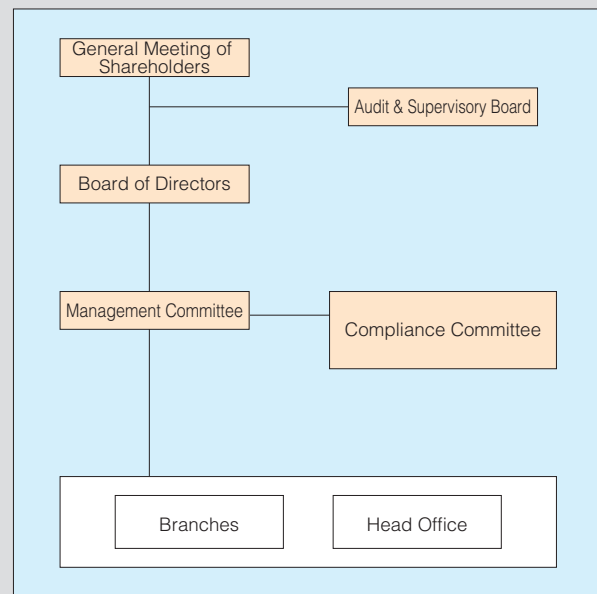 General Meeting of
Shareholders
Audit & Supervisory Board
Board of Directors
Management Committee
Compliance Committee
Branches
Head Office